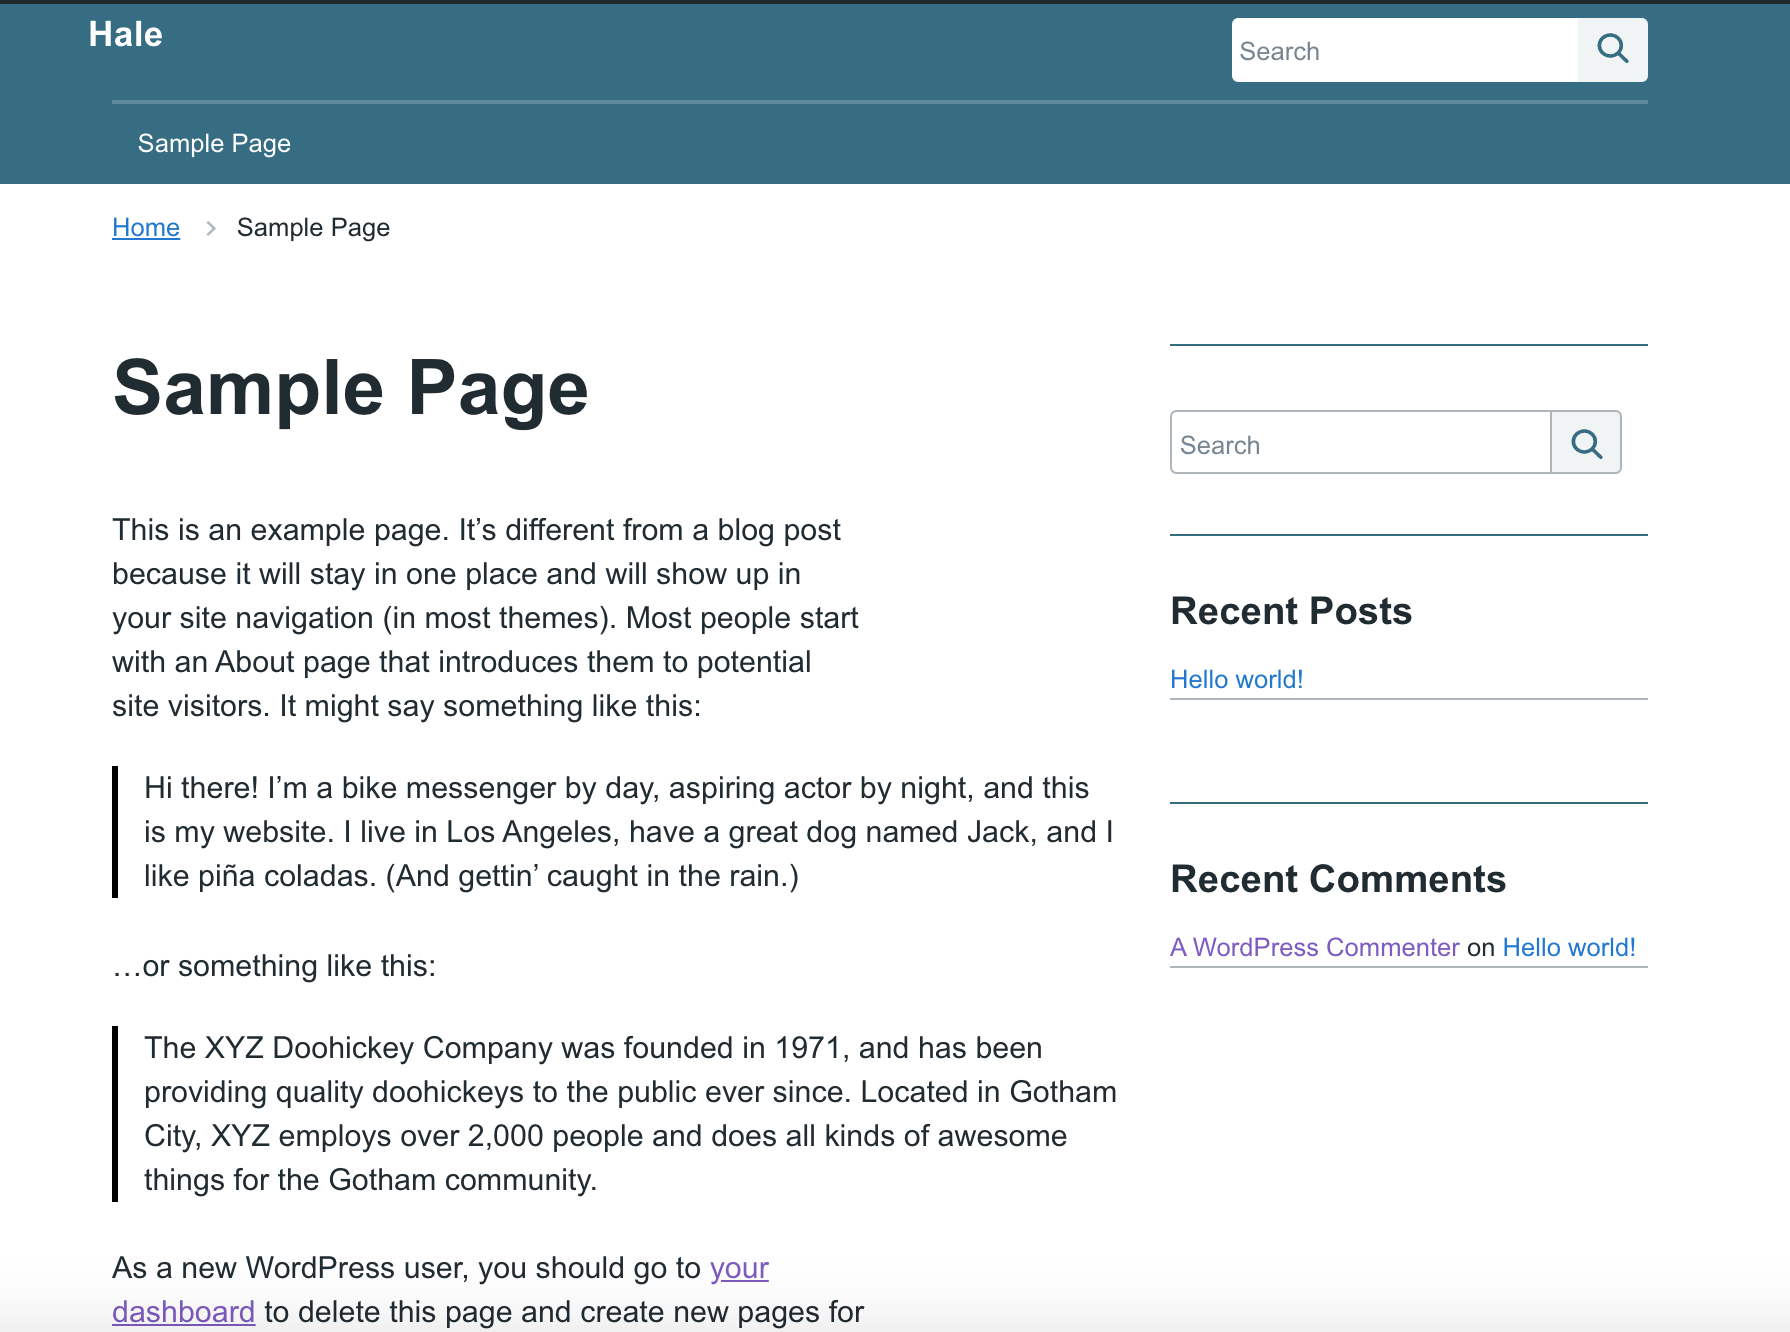 Hale
Search
Sample Page
Home > Sample Page
Sample Page
This is an example page. It’s different from a blog post
because it will stay in one place and will show up in
your site navigation (in most themes). Most people start
with an About page that introduces them to potential
site visitors. It might say something like this:
Hi there! I’m a bike messenger by day, aspiring actor by night, and this
is my website. I live in Los Angeles, have a great dog named Jack, and I
like piña coladas. (And gettin’ caught in the rain.)
…or something like this:
The XYZ Doohickey Company was founded in 1971, and has been
providing quality doohickeys to the public ever since. Located in Gotham
City, XYZ employs over 2,000 people and does all kinds of awesome
things for the Gotham community.
As a new WordPress user, you should go to your
dashboard to delete this page and create new pages for
Search
Recent Posts
Hello world!
Recent Comments
A WordPress Commenter on Hello world!